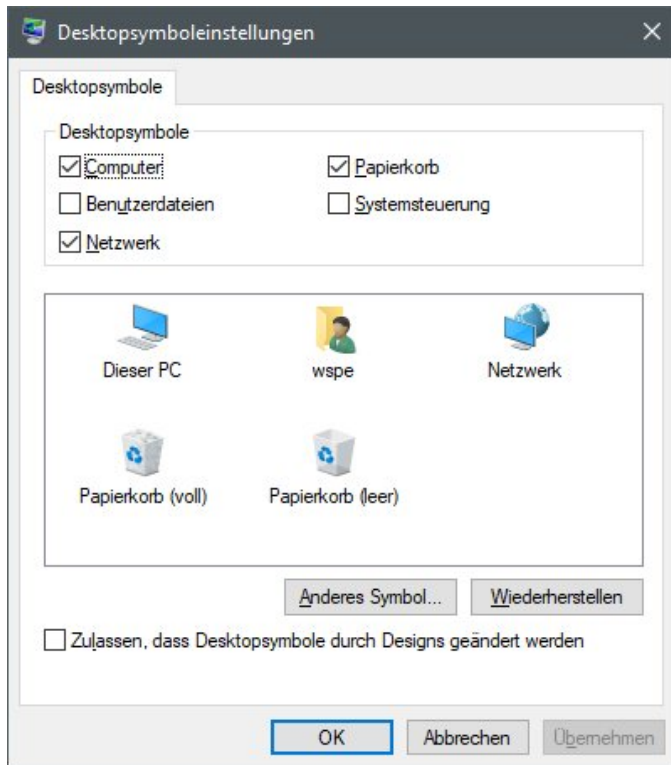 Desktopsymboleinstellungen
Desktopsymbole
Desktopsymbole
Computer
Papierkorb
Benutzerdateien
Systemsteuerung
Netzwerk
Dieser PC
wspe
Netzwerk
Papierkorb (voll)
Papierkorb (leer)
Anderes Symbol...
Wiederherstellen
Zulassen, dass Desktopsymbole durch Designs geändert werden
OK
Abbrechen
Übernehmen